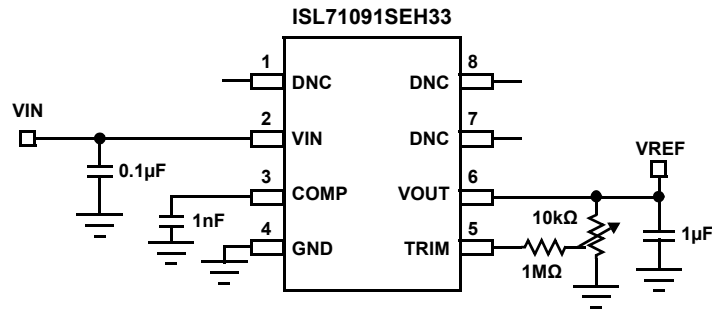 ISL71091SEH33
1
DNC
8
DNC
VIN
2
VIN
7
DNC
VREF
0.1µF
3
COMP
6
VOUT
1nF
10kΩ
4
GND
5
TRIM
1µF
1MΩ